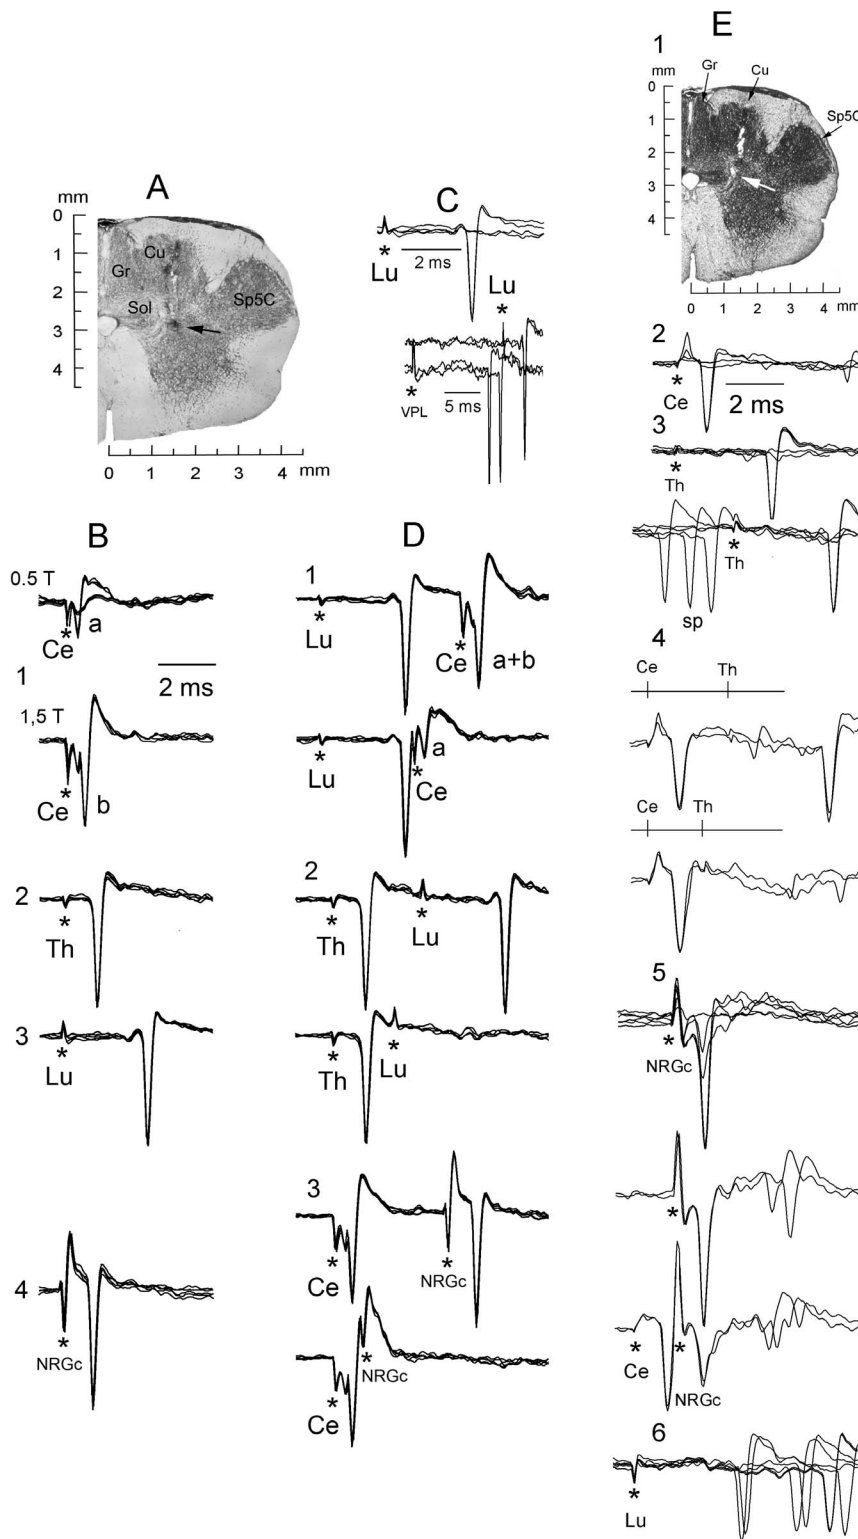 A
mm
0
1
2
3
4
Gr
Cu
Sol
Sp5C
0 1 2 3 4
mm
B
0.5 T
*
Ce
a
1
2 ms
1,5 T
*
Ce
b
2
*
Th
3
*
Lu
4
*
NRGc
C
*
Lu
2 ms
Lu
*
*
VPL
5 ms
D
1
*
Lu
*
Ce
a+b
*
Lu
*
Ce
a
2
*
Th
*
Lu
*
Th
*
Lu
3
*
Ce
*
NRGc
*
Ce
*
NRGc
E
1
mm
0
1
2
3
4
Gr
Cu
Sp5C
0 1 2 3 4
mm
2
*
Ce
2 ms
3
*
Th
*
Th
sp
4
Ce Th
Ce Th
5
*
NRGc
*
*
Ce
*
NRGc
6
*
Lu